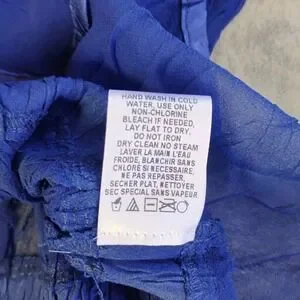 HAND WASH IN COLD
WATER, USE ONLY
NON-CHLORINE
BLEACH IF NEEDED,
LAY FLAT TO DRY,
DO NOT IRON
DRY CLEAN NO STEAM
LAVER LA MAIN L'EAU
FROIDE, BLANCHIR SANS
CHLORE SI NECESSAIRE,
NE PAS REPASSER,
SECHER PLAT, NETTOYER
SEC SPECIAL SANS VAPEUR